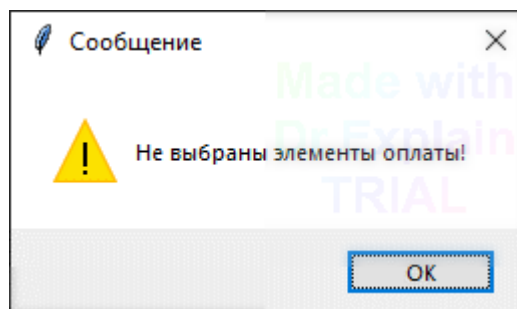 Сообщение
Made with
Dr.Explain
TRIAL
Не выбраны элементы оплаты!
OK